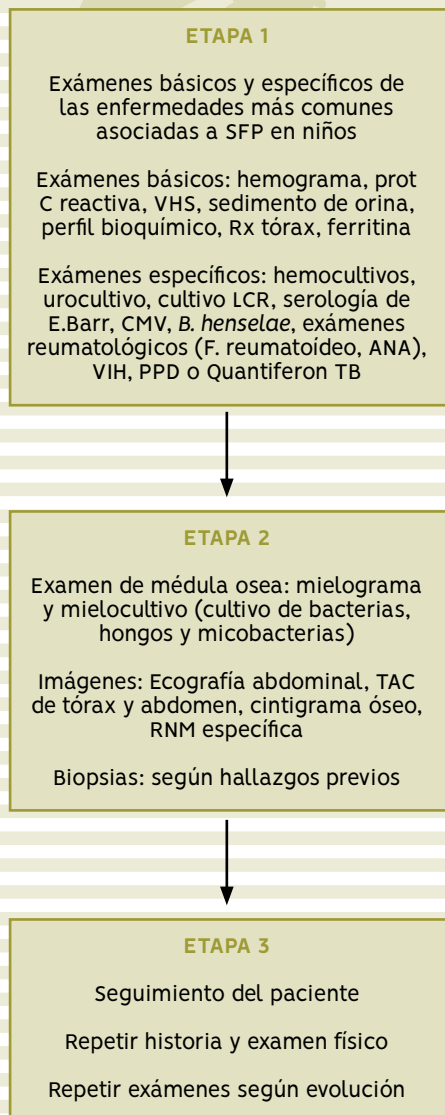 ETAPA 1
Exámenes básicos y específicos de
las enfermedades más comunes
asociadas a SFP en niños
Exámenes básicos: hemograma, prot
C reactiva, VHS, sedimento de orina,
perfil bioquímico, Rx tórax, ferritina
Exámenes específicos: hemocultivos,
urocultivo, cultivo LCR, serología de
E.Barr, CMV, B. henselae, exámenes
reumatológicos (F. reumatoídeo, ANA),
VIH, PPD o Quantiferon TB
ETAPA 2
Examen de médula osea: mielograma
y mielocultivo (cultivo de bacterias,
hongos y micobacterias)
Imágenes: Ecografía abdominal, TAC
de tórax y abdomen, cintigrama óseo,
RNM específica
Biopsias: según hallazgos previos
ETAPA 3
Seguimiento del paciente
Repetir historia y examen físico
Repetir exámenes según evolución